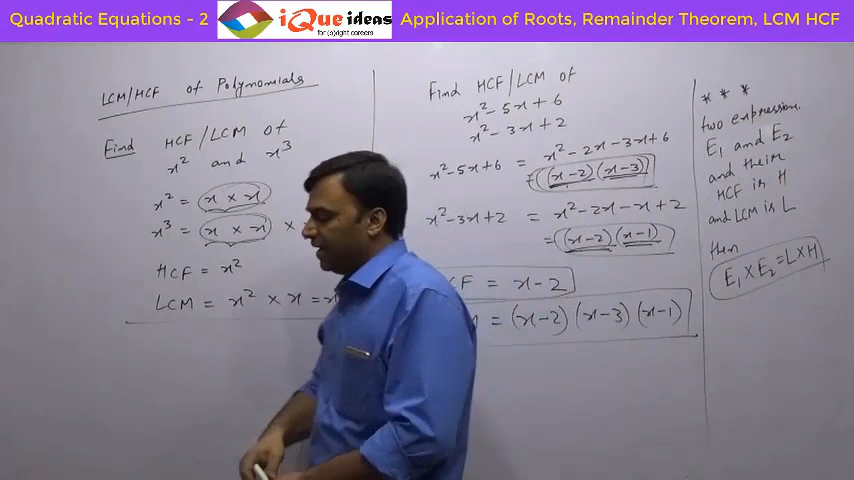 Quadratic Equations - 2
iQue ideas
for (b)right careers
Application of Roots, Remainder Theorem, LCM HCF
LCM/HCF of Polynomials
Find HCF/LCM of
x² and x³
x² = x × x
x³ = x × x ×
HCF = x²
LCM = x² × x =
Find HCF/LCM of
x² - 5x + 6
x² - 3x + 2
x² - 5x + 6 = x² - 2x - 3x + 6
= (x-2)(x-3)
x² - 3x + 2 = x² - 2x - x + 2
= (x-2)(x-1)
CF = x - 2
= (x-2)(x-3)(x-1)
***
two expression.
E₁ and E₂
and their
HCF is H
and LCM is L
then
E₁ × E₂ = L × H